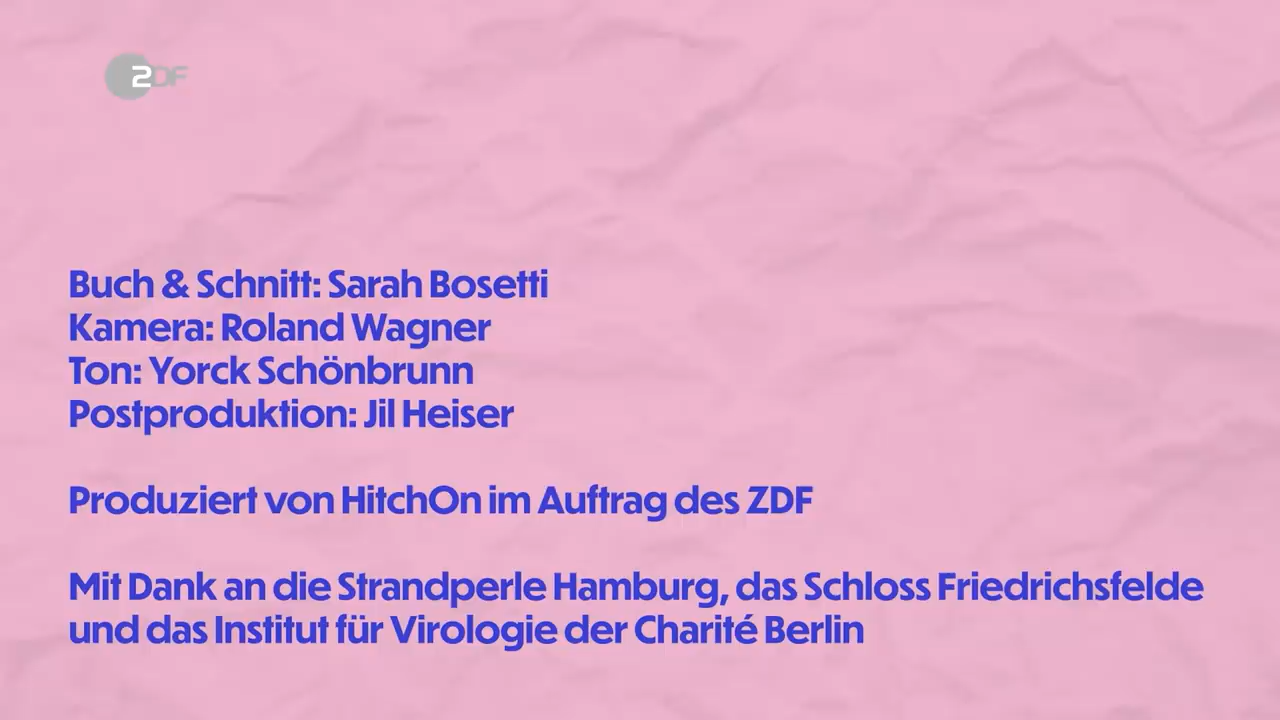 2DF
Buch & Schnitt: Sarah Bosetti
Kamera: Roland Wagner
Ton: Yorck Schönbrunn
Postproduktion: Jil Heiser
Produziert von HitchOn im Auftrag des ZDF
Mit Dank an die Strandperle Hamburg, das Schloss Friedrichsfelde
und das Institut für Virologie der Charité Berlin